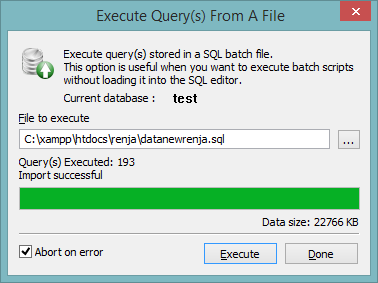 Execute Query(s) From A File
Execute query(s) stored in a SQL batch file.
This option is useful when you want to execute batch scripts
without loading it into the SQL editor.
Current database : test
File to execute
C:\xampp\htdocs\renja\datanewrenja.sql
...
Query(s) Executed: 193
Import successful
Data size: 22766 KB
Abort on error
Execute
Done